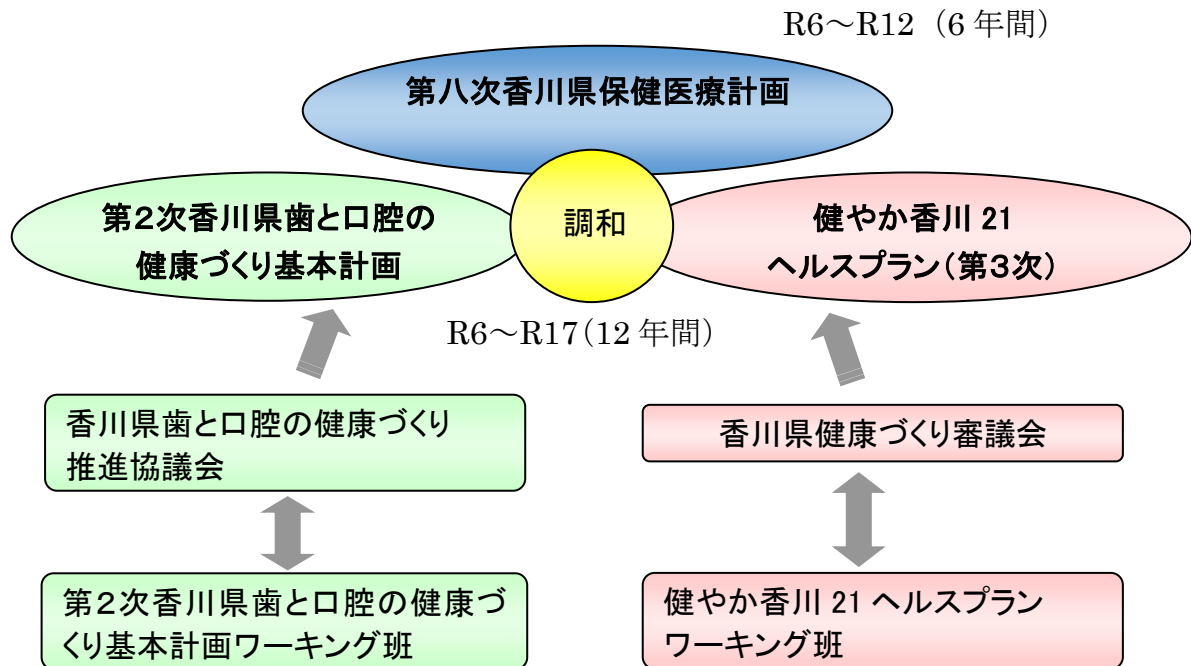 R6～R12（6 年間）
第八次香川県保健医療計画
第２次香川県歯と口腔の
健康づくり基本計画
調和
健やか香川 21
ヘルスプラン（第３次）
R6～R17（12 年間）
香川県歯と口腔の健康づくり
推進協議会
香川県健康づくり審議会
第２次香川県歯と口腔の健康づ
くり基本計画ワーキング班
健やか香川 21 ヘルスプラン
ワーキング班